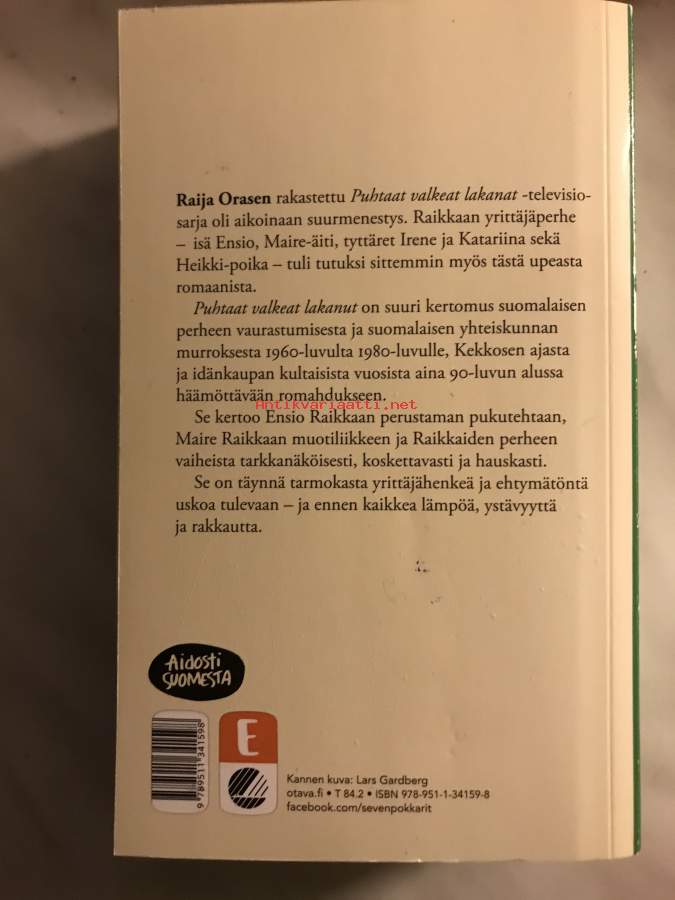 Raija Orasen rakastettu Puhtaat valkeat lakanat -televisio-
sarja oli aikoinaan suurmenestys. Raikkaan yrittäjäperhe
– isä Ensio, Maire-äiti, tyttäret Irene ja Katariina sekä
Heikki-poika – tuli tutuksi sittemmin myös tästä upeasta
romaanista.
Puhtaat valkeat lakanut on suuri kertomus suomalaisen
perheen vaurastumisesta ja suomalaisen yhteiskunnan
murroksesta 1960-luvulta 1980-luvulle, Kekkosen ajasta
ja idänkaupan kultaisista vuosista aina 90-luvun alussa
häämöttävään romahdukseen.
Antikvariaatti.net
Se kertoo Ensio Raikkaan perustaman pukutehtaan,
Maire Raikkaan muotiliikkeen ja Raikkaiden perheen
vaiheista tarkkanäköisesti, koskettavasti ja hauskasti.
Se on täynnä tarmokasta yrittäjähenkeä ja ehtymätöntä
uskoa tulevaan – ja ennen kaikkea lämpöä, ystävyyttä
ja rakkautta.
Aidosti
SUOMESTA
9 789511 341598
E
Kannen kuva: Lars Gardberg
otava.fi • T 84.2 • ISBN 978-951-1-34159-8
facebook.com/sevenpokkarit